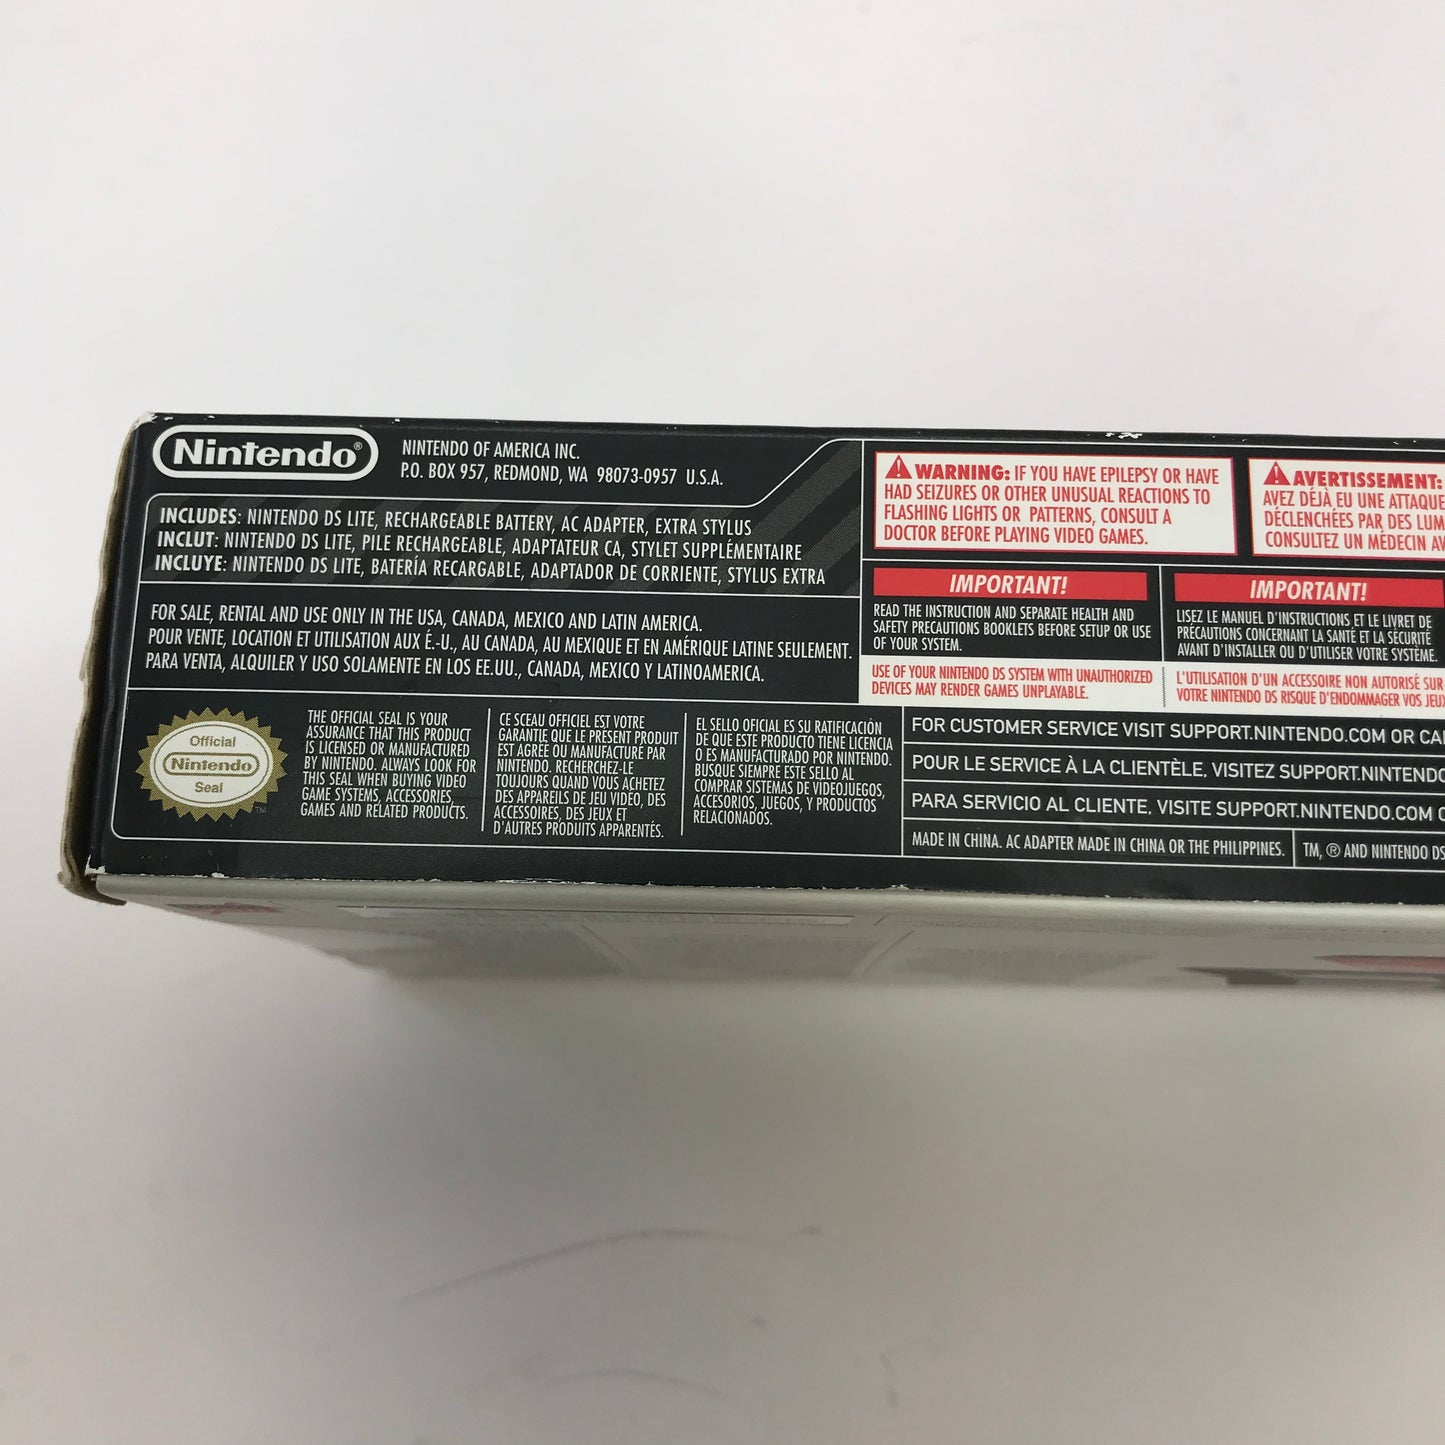 Nintendo®
NINTENDO OF AMERICA INC.
P.O. BOX 957, REDMOND, WA 98073-0957 U.S.A.
INCLUDES: NINTENDO DS LITE, RECHARGEABLE BATTERY, AC ADAPTER, EXTRA STYLUS
INCLUT: NINTENDO DS LITE, PILE RECHARGEABLE, ADAPTATEUR CA, STYLET SUPPLÉMENTAIRE
INCLUYE: NINTENDO DS LITE, BATERÍA RECARGABLE, ADAPTADOR DE CORRIENTE, STYLUS EXTRA
FOR SALE, RENTAL AND USE ONLY IN THE USA, CANADA, MEXICO AND LATIN AMERICA.
POUR VENTE, LOCATION ET UTILISATION AUX É.-U., AU CANADA, AU MEXIQUE ET EN AMÉRIQUE LATINE SEULEMENT.
PARA VENTA, ALQUILER Y USO SOLAMENTE EN LOS EE.UU., CANADA, MEXICO Y LATINOAMERICA.
Official
Nintendo
Seal
TM
THE OFFICIAL SEAL IS YOUR
ASSURANCE THAT THIS PRODUCT
IS LICENSED OR MANUFACTURED
BY NINTENDO. ALWAYS LOOK FOR
THIS SEAL WHEN BUYING VIDEO
GAME SYSTEMS, ACCESSORIES,
GAMES AND RELATED PRODUCTS.
CE SCEAU OFFICIEL EST VOTRE
GARANTIE QUE LE PRÉSENT PRODUIT
EST AGRÉÉ OU MANUFACTURÉ PAR
NINTENDO. RECHERCHEZ-LE
TOUJOURS QUAND VOUS ACHETEZ
DES APPAREILS DE JEU VIDÉO, DES
ACCESSOIRES, DES JEUX ET
D'AUTRES PRODUITS APPARENTÉS.
EL SELLO OFICIAL ES SU RATIFICACIÓN
DE QUE ESTE PRODUCTO TIENE LICENCIA
O ES MANUFACTURADO POR NINTENDO.
BUSQUE SIEMPRE ESTE SELLO AL
COMPRAR SISTEMAS DE VIDEOJUEGOS,
ACCESORIOS, JUEGOS, Y PRODUCTOS
RELACIONADOS.
WARNING: IF YOU HAVE EPILEPSY OR HAVE
HAD SEIZURES OR OTHER UNUSUAL REACTIONS TO
FLASHING LIGHTS OR PATTERNS, CONSULT A
DOCTOR BEFORE PLAYING VIDEO GAMES.
AVERTISSEMENT:
AVEZ DÉJÀ EU UNE ATTAQUE
DÉCLENCHÉES PAR DES LUM
CONSULTEZ UN MÉDECIN AV
IMPORTANT!
READ THE INSTRUCTION AND SEPARATE HEALTH AND
SAFETY PRECAUTIONS BOOKLETS BEFORE SETUP OR USE
OF YOUR SYSTEM.
USE OF YOUR NINTENDO DS SYSTEM WITH UNAUTHORIZED
DEVICES MAY RENDER GAMES UNPLAYABLE.
IMPORTANT!
LISEZ LE MANUEL D'INSTRUCTIONS ET LE LIVRET DE
PRÉCAUTIONS CONCERNANT LA SANTÉ ET LA SÉCURITÉ
AVANT D'INSTALLER OU D'UTILISER VOTRE SYSTÈME.
L'UTILISATION D'UN ACCESSOIRE NON AUTORISÉ SUR
VOTRE NINTENDO DS RISQUE D'ENDOMMAGER VOS JEUX
FOR CUSTOMER SERVICE VISIT SUPPORT.NINTENDO.COM OR CAL
POUR LE SERVICE À LA CLIENTÈLE, VISITEZ SUPPORT.NINTENDO
PARA SERVICIO AL CLIENTE, VISITE SUPPORT.NINTENDO.COM O
MADE IN CHINA. AC ADAPTER MADE IN CHINA OR THE PHILIPPINES.
TM, ® AND NINTENDO DS